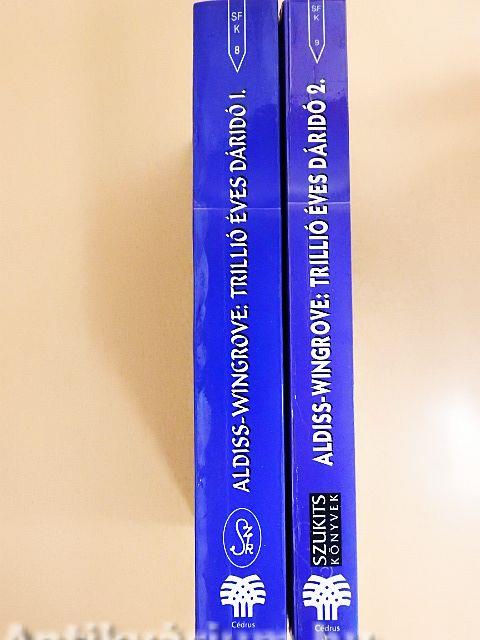 SF
K
8
ALDISS-WINGROVE: TRILLIÓ ÉVES DÁRIDÓ 1.
Cédrus
SF
K
9
ALDISS-WINGROVE: TRILLIÓ ÉVES DÁRIDÓ 2.
SZUKITS
KÖNYVEK
Cédrus